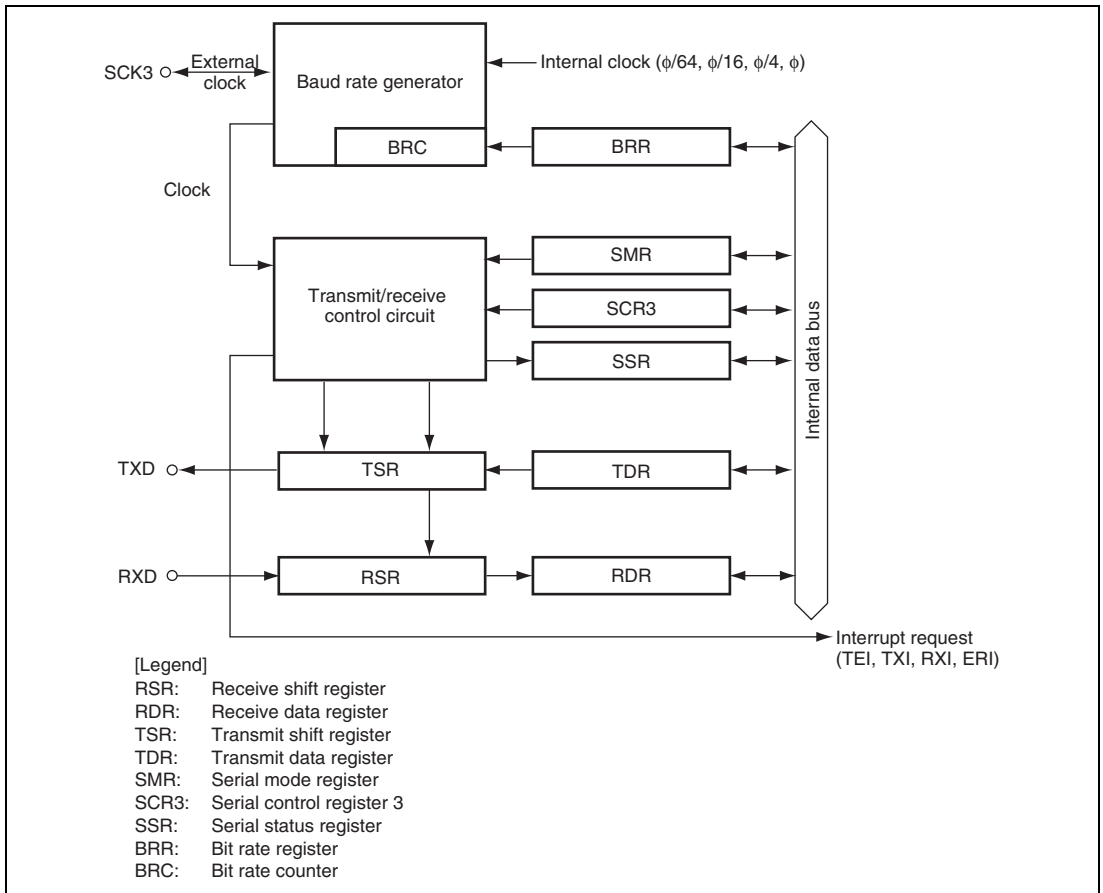 SCK3
External
clock
Baud rate generator
Internal clock (ϕ/64, ϕ/16, ϕ/4, ϕ)
BRC
BRR
Clock
SMR
Transmit/receive
control circuit
SCR3
SSR
Internal data bus
TXD
TSR
TDR
RXD
RSR
RDR
Interrupt request
(TEI, TXI, RXI, ERI)
[Legend]
RSR: Receive shift register
RDR: Receive data register
TSR: Transmit shift register
TDR: Transmit data register
SMR: Serial mode register
SCR3: Serial control register 3
SSR: Serial status register
BRR: Bit rate register
BRC: Bit rate counter